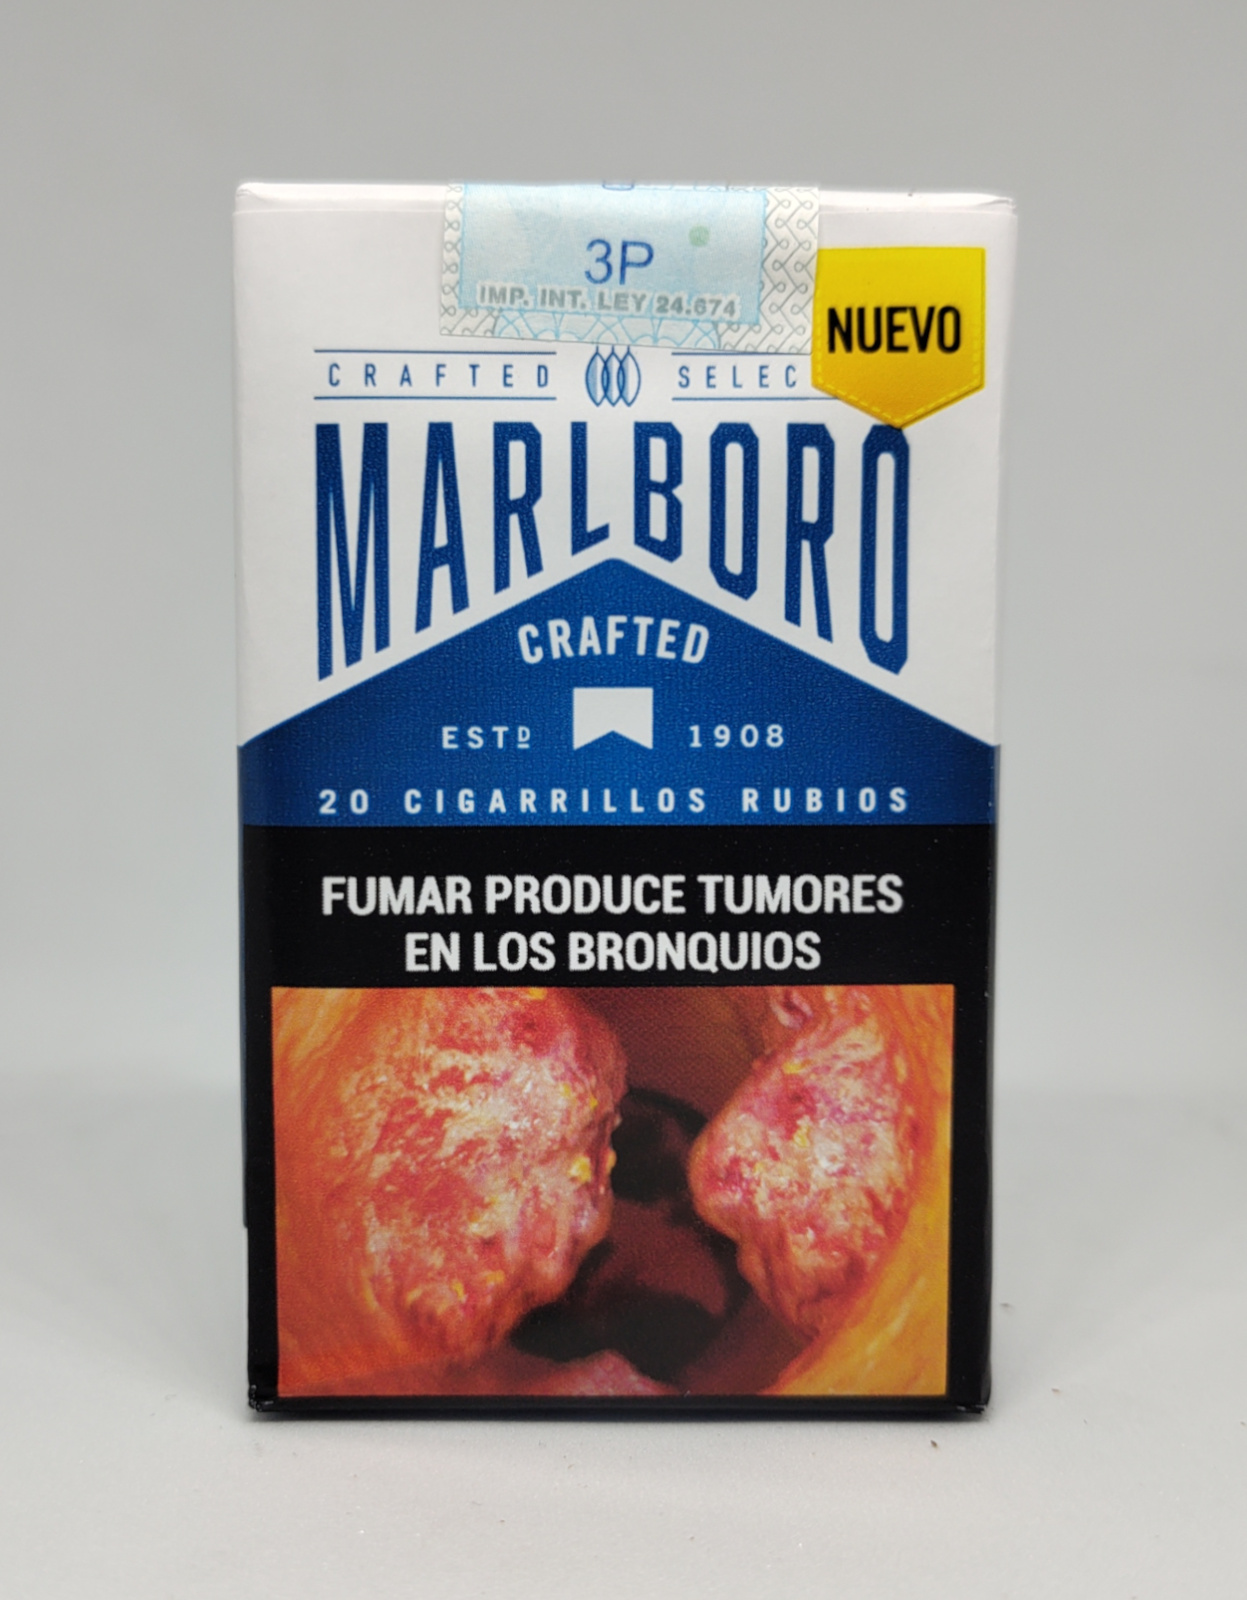 3P
IMP. INT. LEY 24.674
NUEVO
CRAFTED SELEC
MARLBORO
CRAFTED
ESTD 1908
20 CIGARRILLOS RUBIOS
FUMAR PRODUCE TUMORES
EN LOS BRONQUIOS